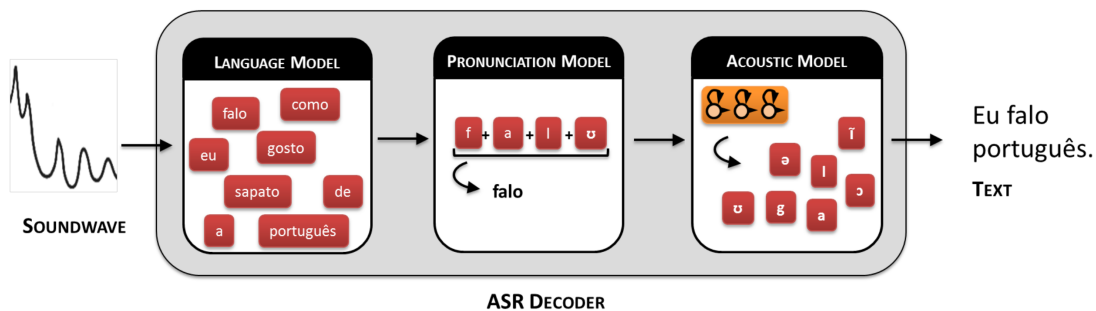 LANGUAGE MODEL
falo
como
eu
gosto
sapato
de
a
português
PRONUNCIATION MODEL
f + a + l + ʊ
falo
ACOUSTIC MODEL
ĩ
ə
l
ɔ
ʊ
g
a
Eu falo
português.
TEXT
SOUNDWAVE
ASR DECODER